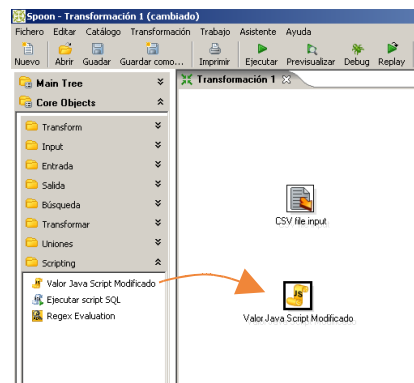 Spoon - Transformación 1 (cambiado)
Fichero Editar Catálogo Transformación Trabajo Asistente Ayuda
Nuevo Abrir Guadar Guardar como... Imprimir Ejecutar Previsualizar Debug Replay
Main Tree
Transformación 1
Core Objects
Transform
Input
Entrada
Salida
Búsqueda
Transformar
Uniones
Scripting
Valor Java Script Modificado
Ejecutar script SQL
Regex Evaluation
CSV file input
JS
Valor Java Script Modificado